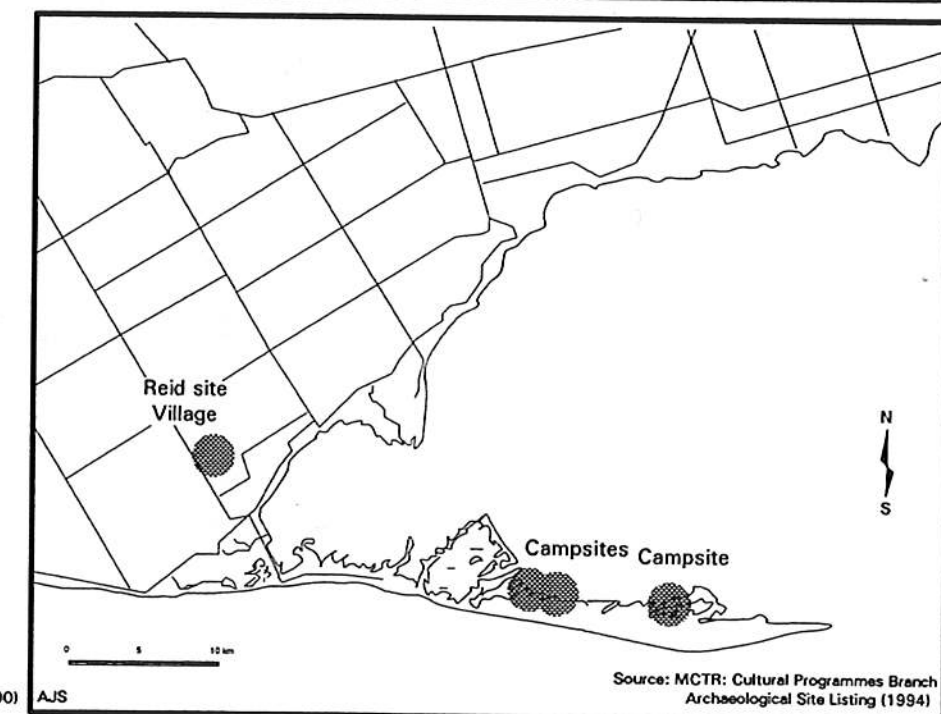 Reid site
Village
N
S
Campsites
Campsite
0 5 10 km
Source: MCTR: Cultural Programmes Branch
Archaeological Site Listing (1994)
AJS